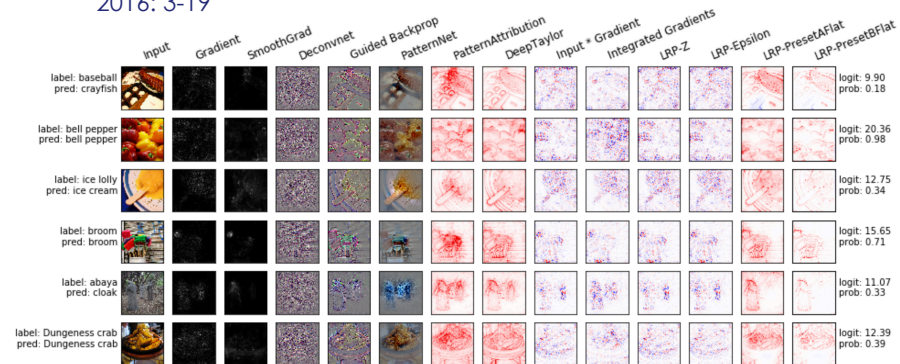 2016: 3-19
Input Gradient SmoothGrad Deconvnet Guided Backprop PatternNet PatternAttribution DeepTaylor Input * Gradient Integrated Gradients LRP-Z LRP-Epsilon LRP-PresetAFlat LRP-PresetBFlat
label: baseball
pred: crayfish
logit: 9.90
prob: 0.18
label: bell pepper
pred: bell pepper
logit: 20.36
prob: 0.98
label: ice lolly
pred: ice cream
logit: 12.75
prob: 0.34
label: broom
pred: broom
logit: 15.65
prob: 0.71
label: abaya
pred: cloak
logit: 11.07
prob: 0.33
label: Dungeness crab
pred: Dungeness crab
logit: 12.39
prob: 0.39